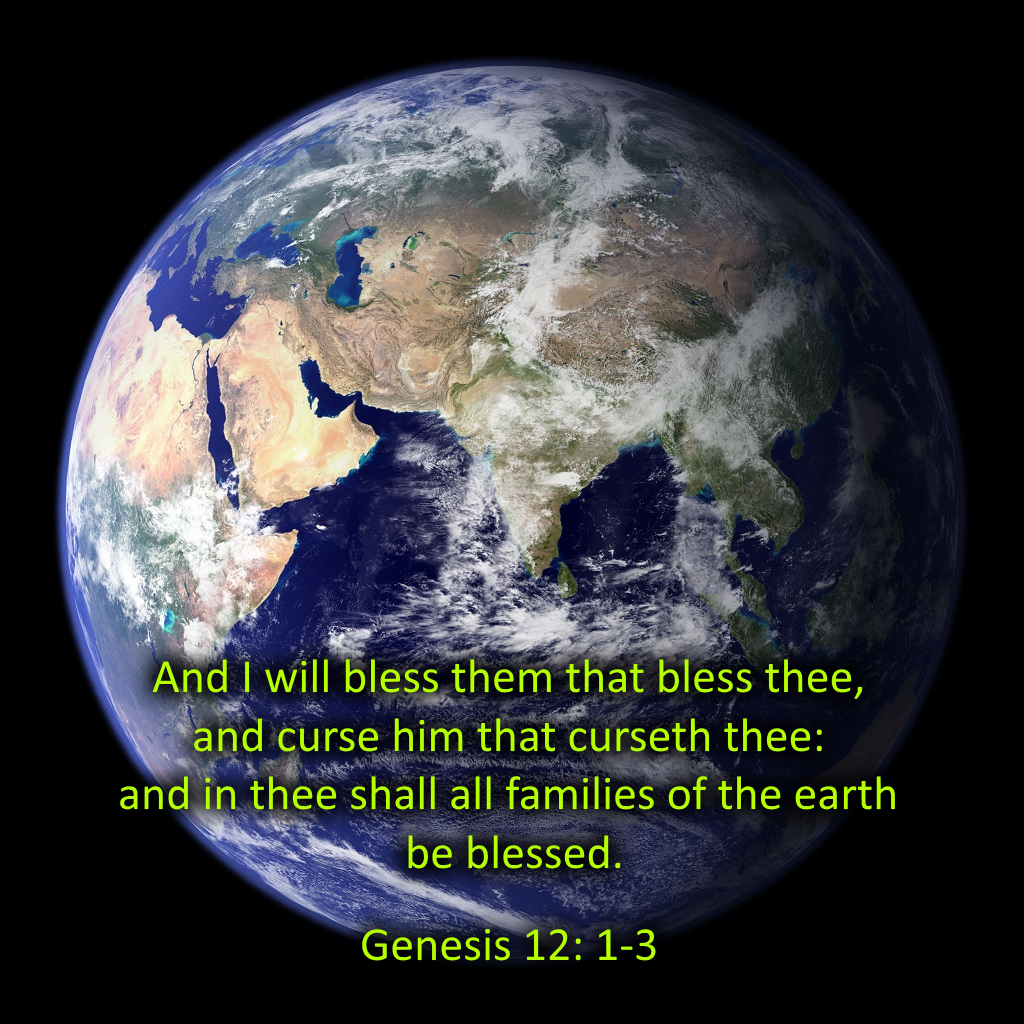 And I will bless them that bless thee,
and curse him that curseth thee:
and in thee shall all families of the earth
be blessed.
Genesis 12: 1-3